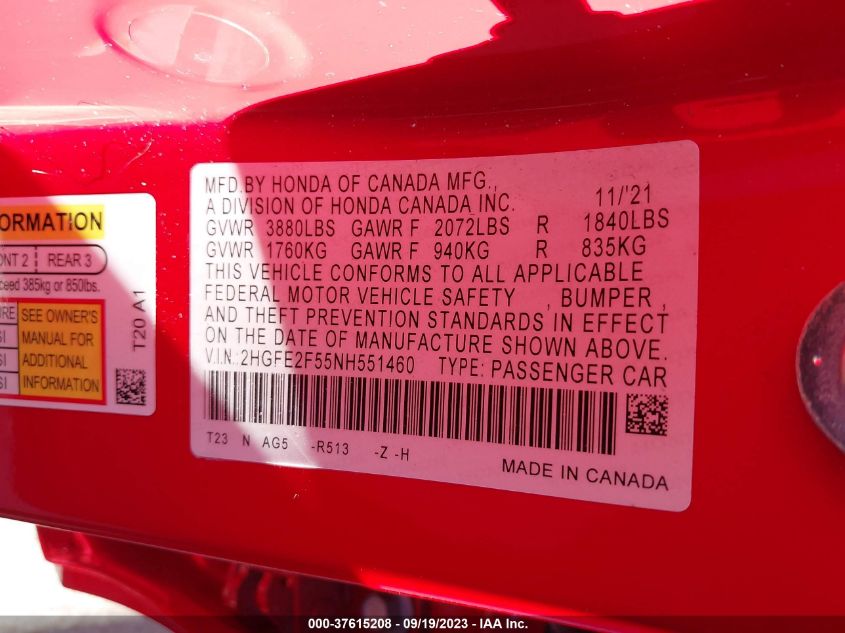 ORMATION
NT 2 REAR 3
ceed 385kg or 850lbs.
SEE OWNER'S
MANUAL FOR
ADDITIONAL
INFORMATION
T20 A1
MFD.BY HONDA OF CANADA MFG.,
A DIVISION OF HONDA CANADA INC. 11/'21
GVWR 3880LBS GAWR F 2072LBS R 1840LBS
GVWR 1760KG GAWR F 940KG R 835KG
THIS VEHICLE CONFORMS TO ALL APPLICABLE
FEDERAL MOTOR VEHICLE SAFETY , BUMPER ,
AND THEFT PREVENTION STANDARDS IN EFFECT
ON THE DATE OF MANUFACTURE SHOWN ABOVE.
V.I.N.: 2HGFE2F55NH551460 TYPE: PASSENGER CAR
T23 N AG5 -R513 -Z -H
MADE IN CANADA
000-37615208 - 09/19/2023 - IAA Inc.